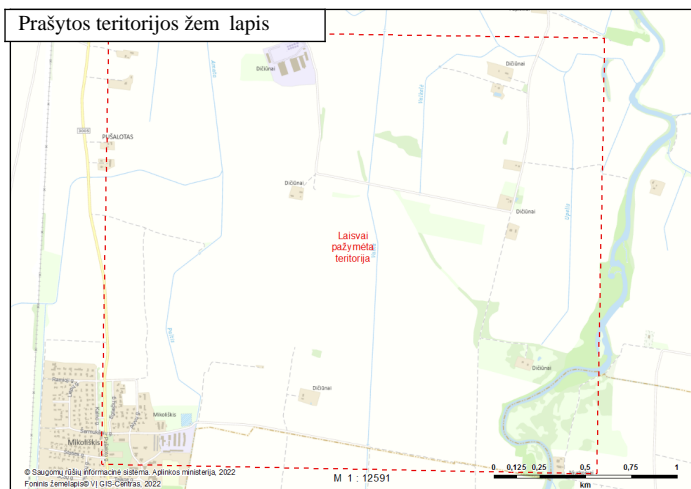 Prašytos teritorijos žem lapis
Dičiūnai
Dičiūnai
PUŠALOTAS
Dičiūnai
Dičiūnai
Laisvai
pažymėta
teritorija
Dičiūnai
Dičiūnai
Mikoliškis
Mikoliškis
© Saugomų rūšių informacinė sistema. Aplinkos ministerija, 2022
Foninis žemėlapis© VĮ GIS-Centras, 2022
M 1 : 12591
0 0,125 0,25 0,5 0,75 1
km